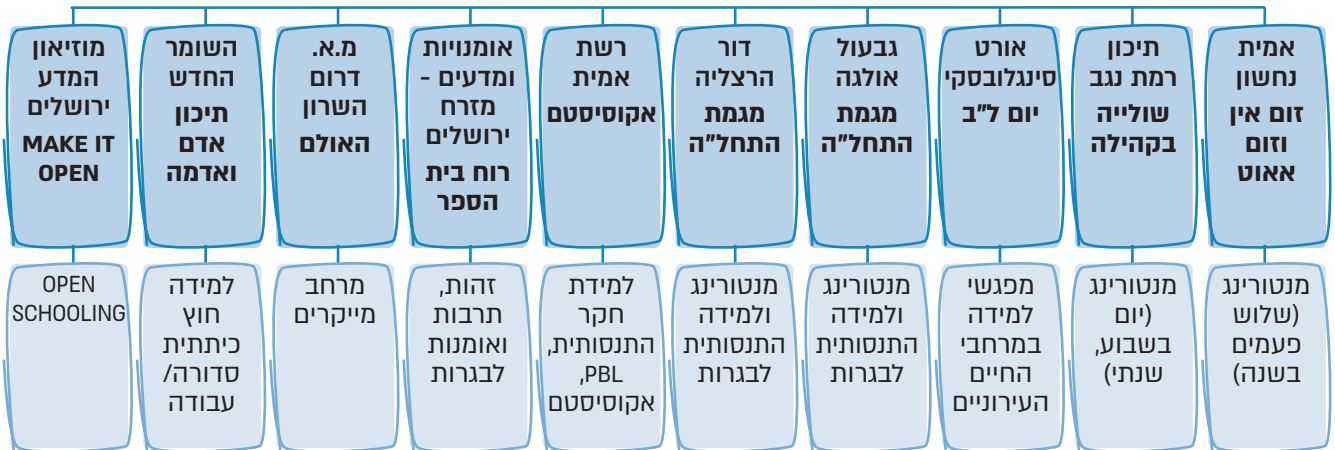 אמית
נחשון
זום אין
וזום
אאוט
תיכון
רמת נגב
שולייה
בקהילה
אורט
סינגלובסקי
יום ל"ב
גבעול
אולגה
מגמת
התחל"ה
דור
הרצליה
מגמת
התחל"ה
רשת
אמית
אקוסיסטם
אומנויות
ומדעים -
מזרח
ירושלים
רוח בית
הספר
מ.א.
דרום
השרון
האולם
השומר
החדש
תיכון
אדם
ואדמה
מוזיאון
המדע
ירושלים
MAKE IT
OPEN
מנטורינג
(שלוש
פעמים
בשנה)
מנטורינג
(יום
בשבוע,
שנתי)
מפגשי
למידה
במרחבי
החיים
העירוניים
מנטורינג
ולמידה
התנסותית
לבגרות
מנטורינג
ולמידה
התנסותית
לבגרות
למידת
חקר
התנסותית,
PBL,
אקוסיסטם
זהות,
תרבות
ואומנות
לבגרות
מרחב
מייקרים
למידה
חוץ
כיתתית
סדורה/
עבודה
OPEN
SCHOOLING